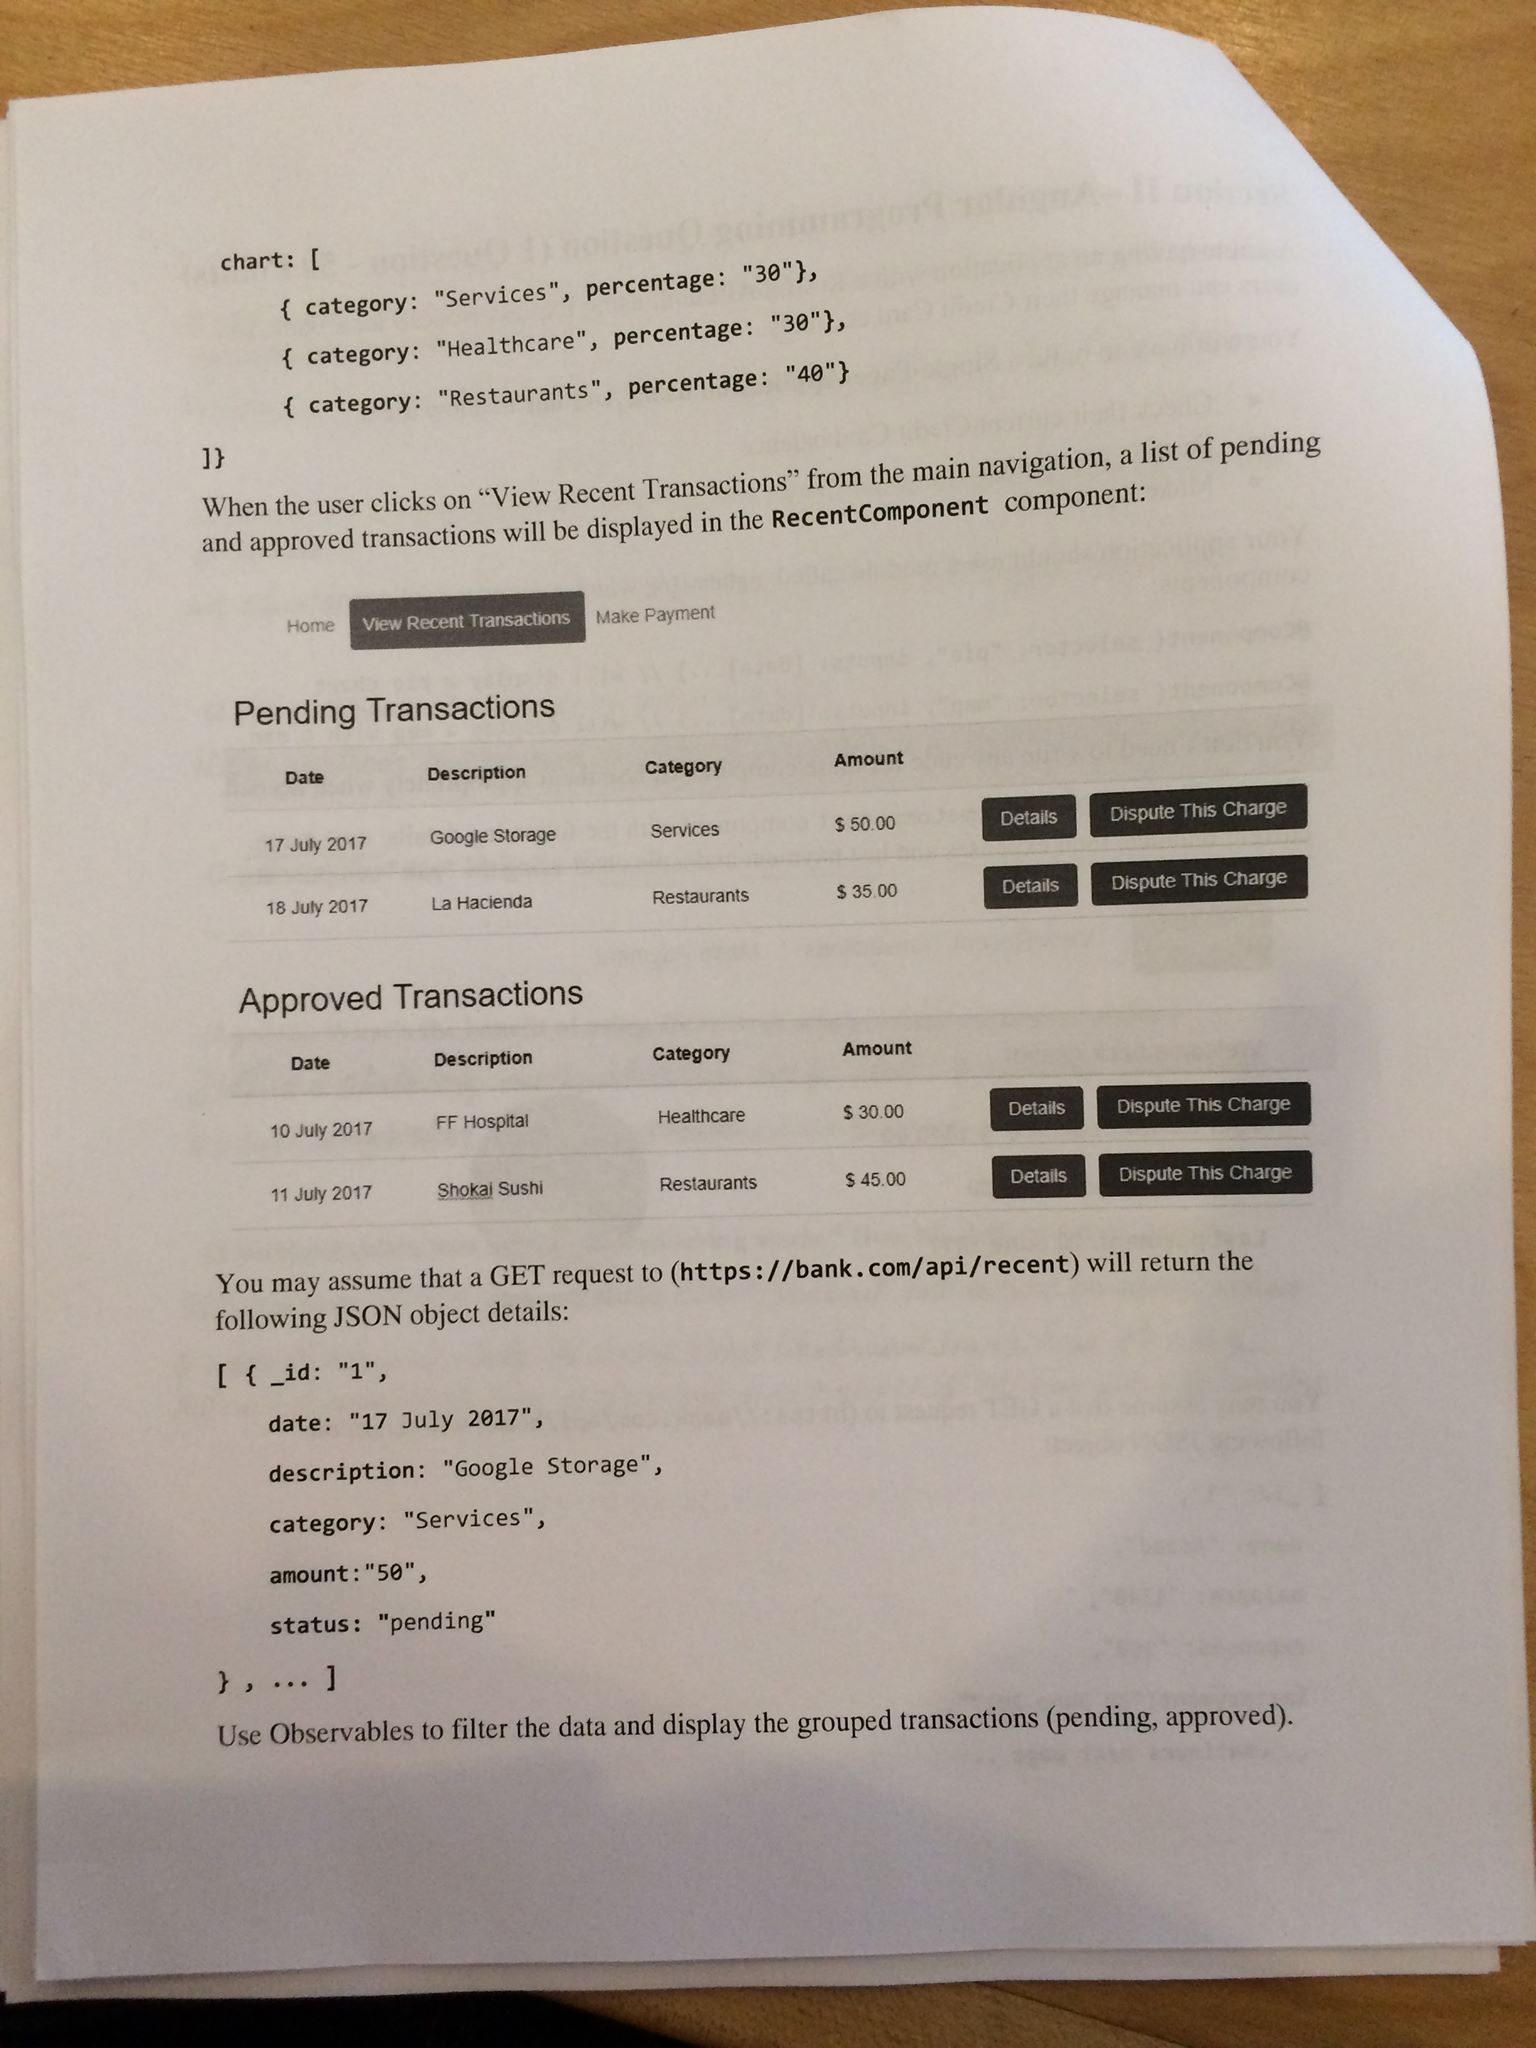 chart: [
{ category: "Services", percentage: "30"},
{ category: "Healthcare", percentage: "30"},
{ category: "Restaurants", percentage: "40"}
]}
When the user clicks on “View Recent Transactions” from the main navigation, a list of pending
and approved transactions will be displayed in the RecentComponent component:
Home View Recent Transactions Make Payment
Pending Transactions
Date Description Category Amount
17 July 2017 Google Storage Services $ 50.00 Details Dispute This Charge
18 July 2017 La Hacienda Restaurants $ 35.00 Details Dispute This Charge
Approved Transactions
Date Description Category Amount
10 July 2017 FF Hospital Healthcare $ 30.00 Details Dispute This Charge
11 July 2017 Shokai Sushi Restaurants $ 45.00 Details Dispute This Charge
You may assume that a GET request to (https://bank.com/api/recent) will return the
following JSON object details:
[ { _id: "1",
date: "17 July 2017",
description: "Google Storage",
category: "Services",
amount:"50",
status: "pending"
} , ... ]
Use Observables to filter the data and display the grouped transactions (pending, approved).